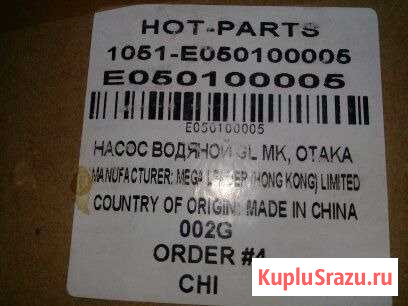 HOT-PARTS
1051-E050100005
E050100005
E050100005
НАСОС ВОДЯНОЙ GL MK, ОТАКА
MANUFACTURER: MEGA LEADER (HONG KONG) LIMITED
COUNTRY OF ORIGIN: MADE IN CHINA
002G
ORDER #4
CHI
KupluSrazu.ru